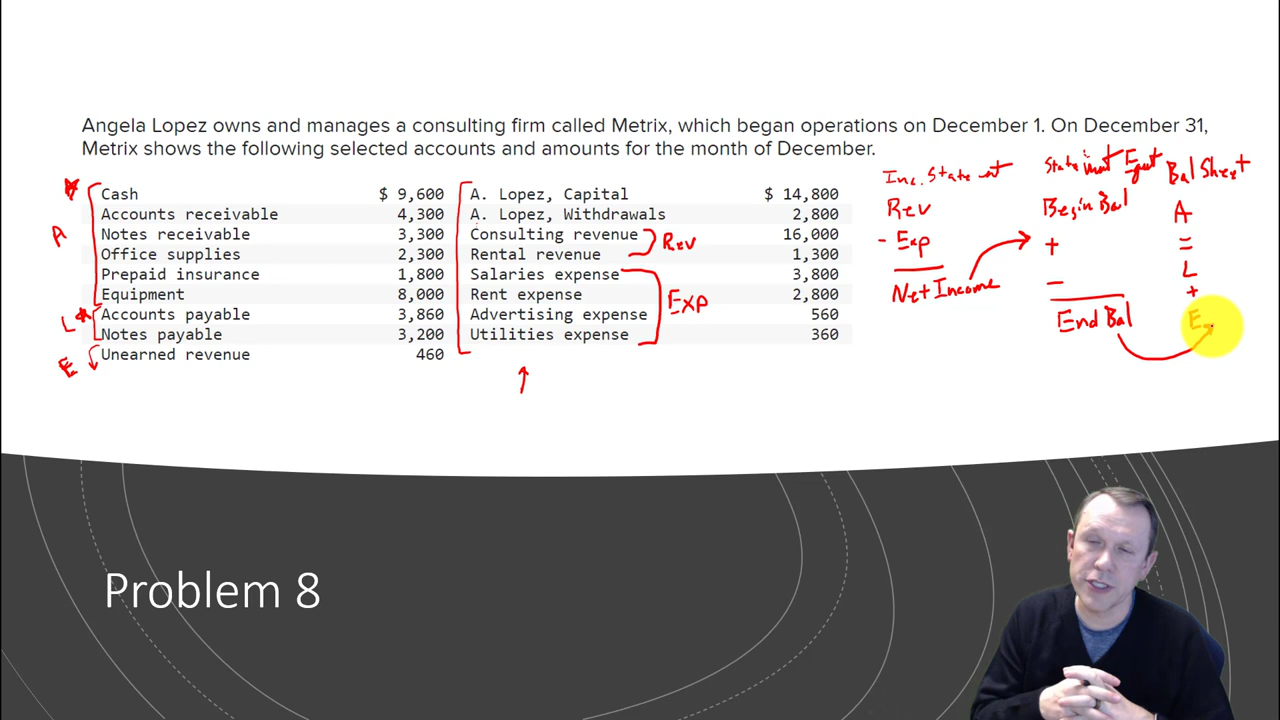 Angela Lopez owns and manages a consulting firm called Metrix, which began operations on December 1. On December 31,
Metrix shows the following selected accounts and amounts for the month of December.
Cash $ 9,600 A. Lopez, Capital $ 14,800
Accounts receivable 4,300 A. Lopez, Withdrawals 2,800
Notes receivable 3,300 Consulting revenue 16,000
Office supplies 2,300 Rental revenue 1,300
Prepaid insurance 1,800 Salaries expense 3,800
Equipment 8,000 Rent expense 2,800
Accounts payable 3,860 Advertising expense 560
Notes payable 3,200 Utilities expense 360
Unearned revenue 460
A
L
E
Rev
Exp
Inc. Statement
Rev
- Exp
Net Income
Begin Bal
+
-
End Bal
Bal Sheet
A
=
L
+
E
Problem 8